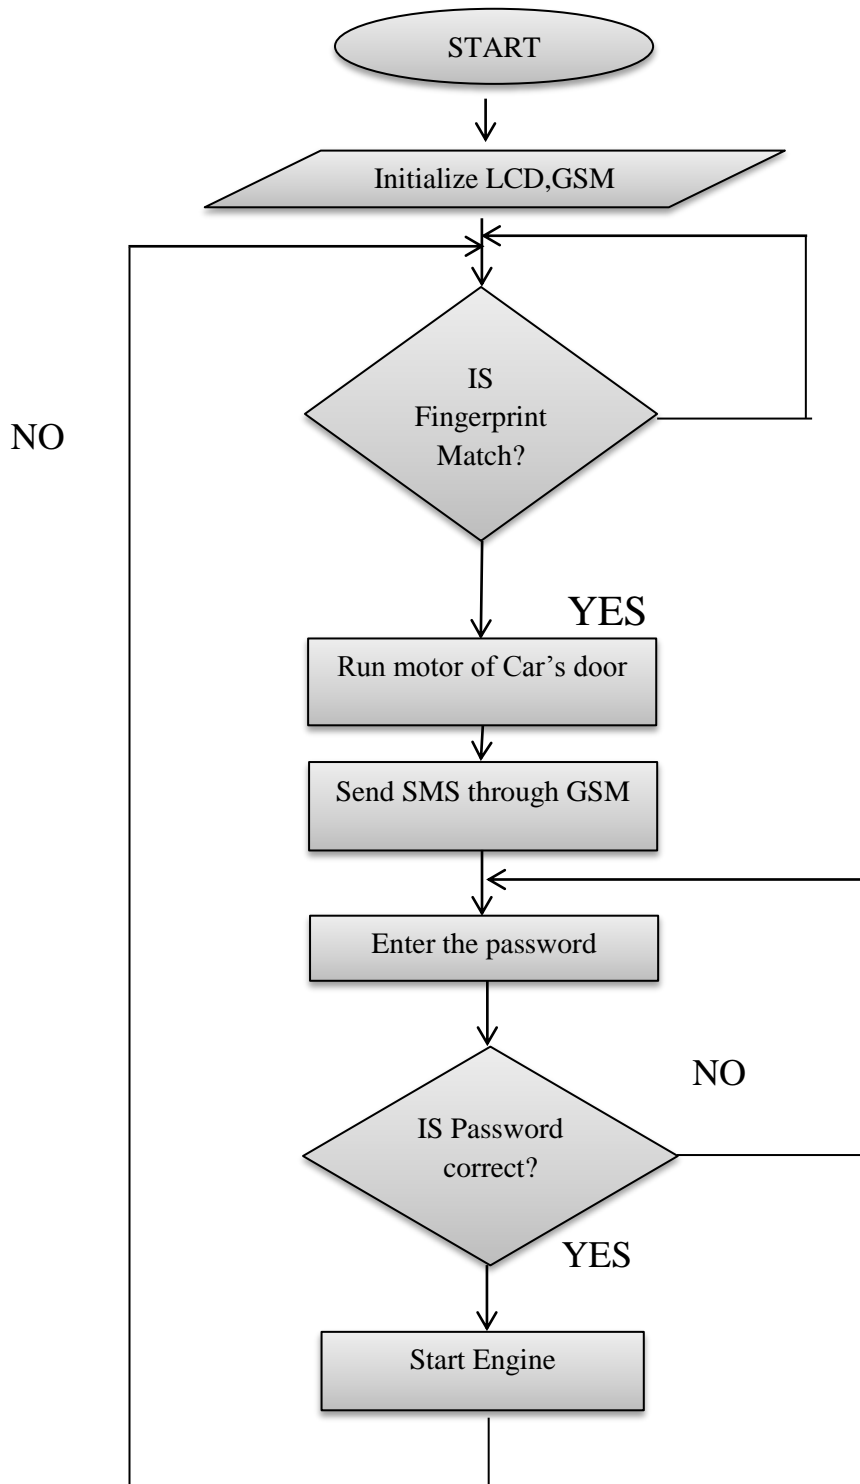 START
Initialize LCD,GSM
IS
Fingerprint
Match?
NO
YES
Run motor of Car’s door
Send SMS through GSM
Enter the password
NO
IS Password
correct?
YES
Start Engine